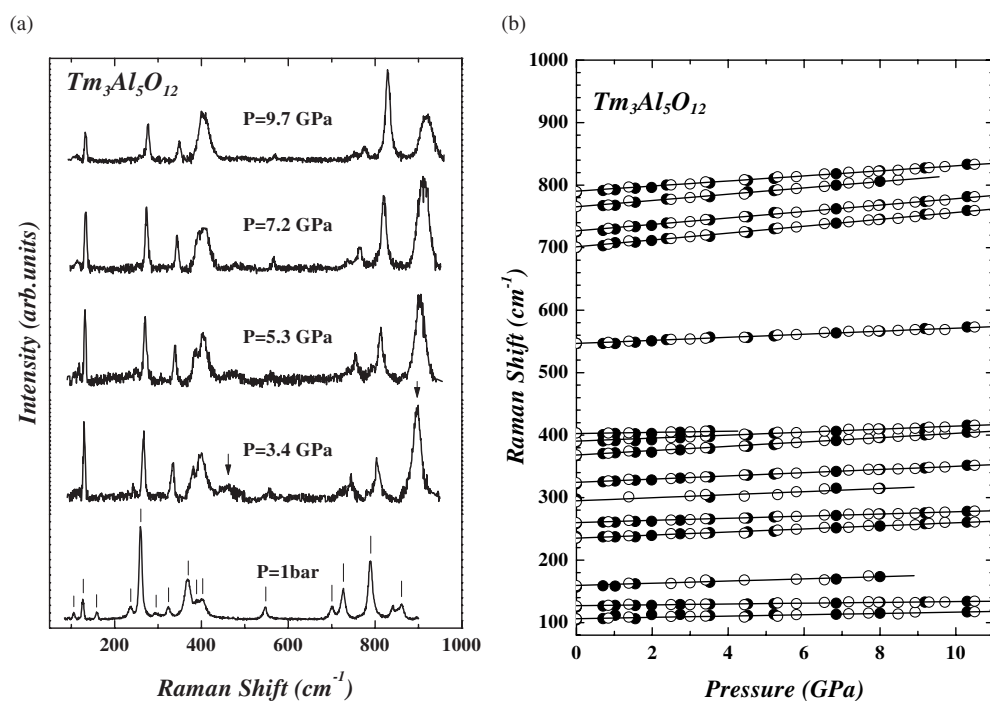 (a)
Tm₃Al₅O₁₂
P=9.7 GPa
P=7.2 GPa
P=5.3 GPa
P=3.4 GPa
P=1bar
Intensity (arb.units)
200 400 600 800 1000
Raman Shift (cm⁻¹)
(b)
Tm₃Al₅O₁₂
1000
900
800
700
600
500
400
300
200
100
Raman Shift (cm⁻¹)
0 2 4 6 8 10
Pressure (GPa)